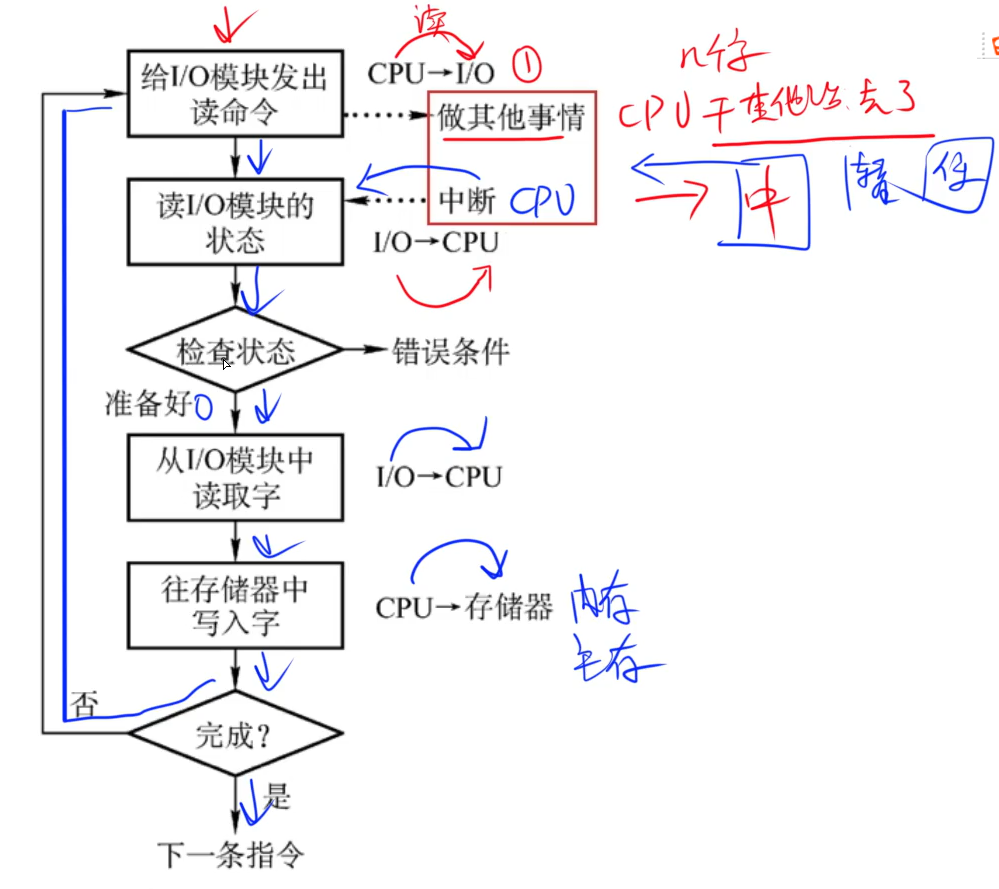 读
给I/O模块发出
读命令
CPU→I/O ①
n个字
做其他事情
CPU干其他de去了
中断 CPU
中
读I/O模块的
状态
I/O→CPU
检查状态
错误条件
准备好
从I/O模块中
读取字
I/O→CPU
往存储器中
写入字
CPU→存储器
内存
主存
否
完成?
是
下一条指令